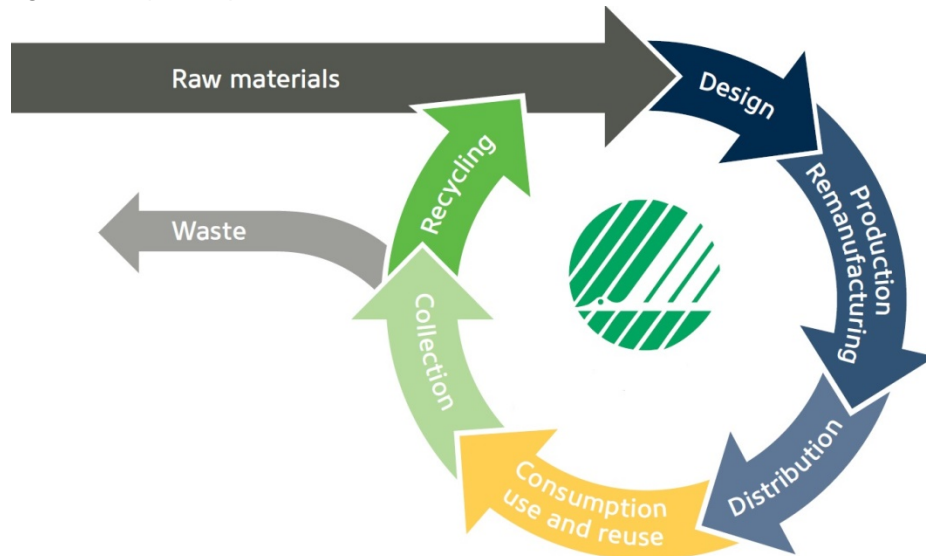 Raw materials
Design
Production
Remanufacturing
Distribution
Consumption
use and reuse
Collection
Recycling
Waste